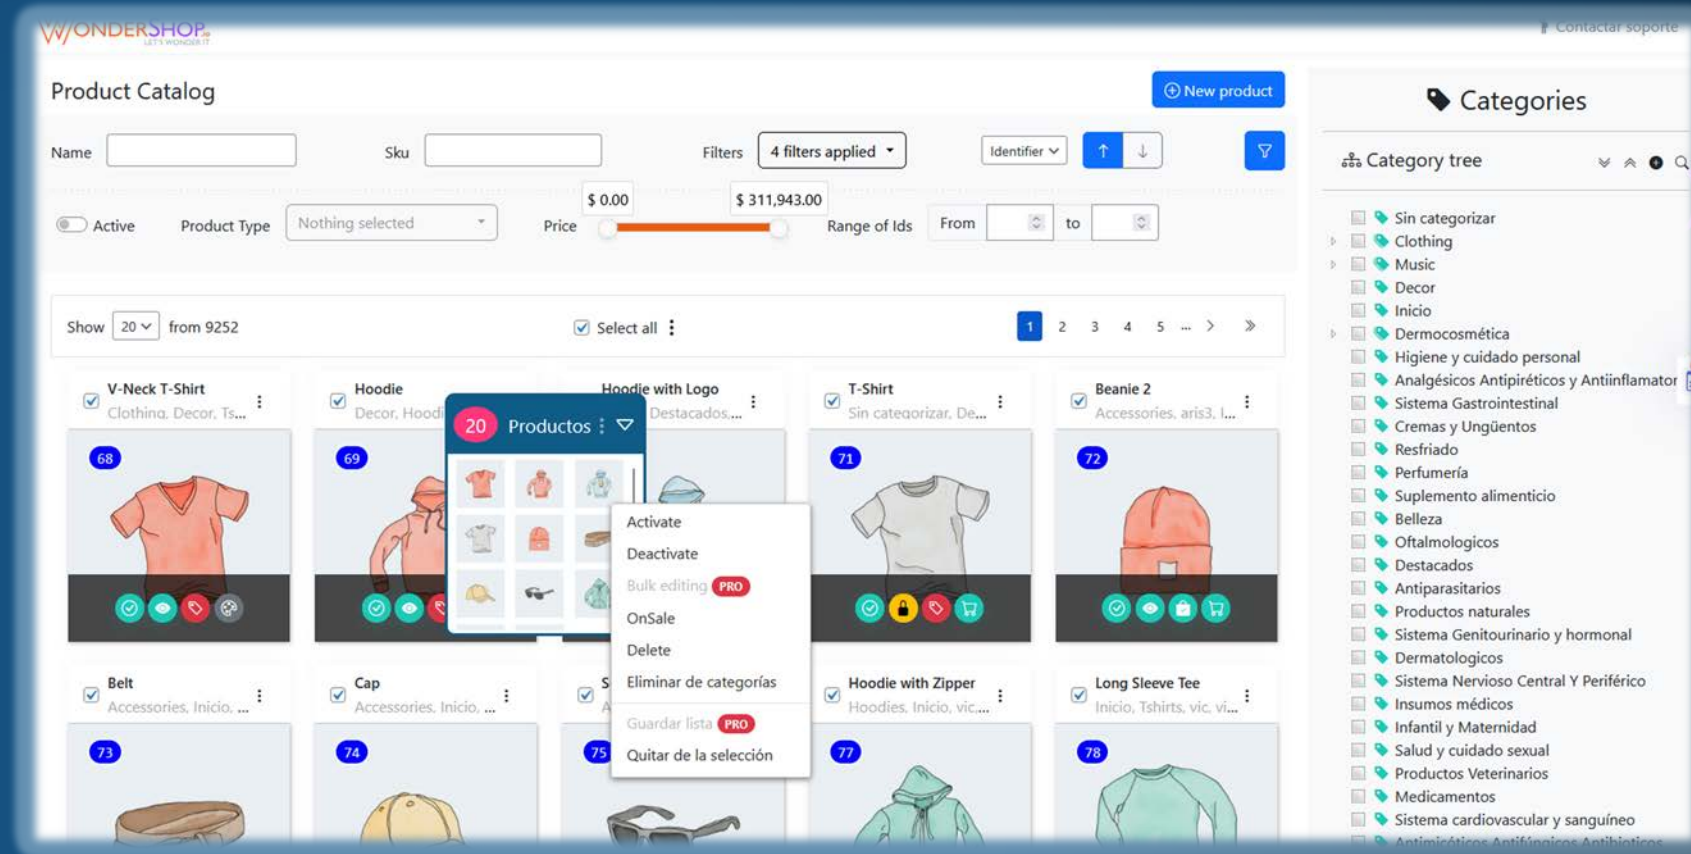 WONDERSHOP
LET'S WONDER IT
Contactar soporte
Product Catalog
New product
Name
Sku
Filters
4 filters applied
Identifier
$ 0.00
$ 311,943.00
Active
Product Type
Nothing selected
Price
Range of Ids
From
to
Show 20 from 9252
Select all
1 2 3 4 5 ...
V-Neck T-Shirt
Clothing, Decor, Ts...
Hoodie
Decor, Hoodi
Hoodie with Logo
Destacados,...
T-Shirt
Sin categorizar, De...
Beanie 2
Accessories, aris3, I...
68
69
71
72
20 Productos
Activate
Deactivate
Bulk editing PRO
OnSale
Delete
Eliminar de categorías
Guardar lista PRO
Quitar de la selección
Belt
Accessories, Inicio, ...
Cap
Accessories, Inicio, ...
S
A
Hoodie with Zipper
Hoodies, Inicio, vic,...
Long Sleeve Tee
Inicio, Tshirts, vic, vi...
73
74
75
77
78
Categories
Category tree
Sin categorizar
Clothing
Music
Decor
Inicio
Dermocosmética
Higiene y cuidado personal
Analgésicos Antipiréticos y Antiinflamator
Sistema Gastrointestinal
Cremas y Ungüentos
Resfriado
Perfumería
Suplemento alimenticio
Belleza
Oftalmologicos
Destacados
Antiparasitarios
Productos naturales
Sistema Genitourinario y hormonal
Dermatologicos
Sistema Nervioso Central Y Periférico
Insumos médicos
Infantil y Maternidad
Salud y cuidado sexual
Productos Veterinarios
Medicamentos
Sistema cardiovascular y sanguíneo
Antimicóticos Antifúngicos Antibioticos